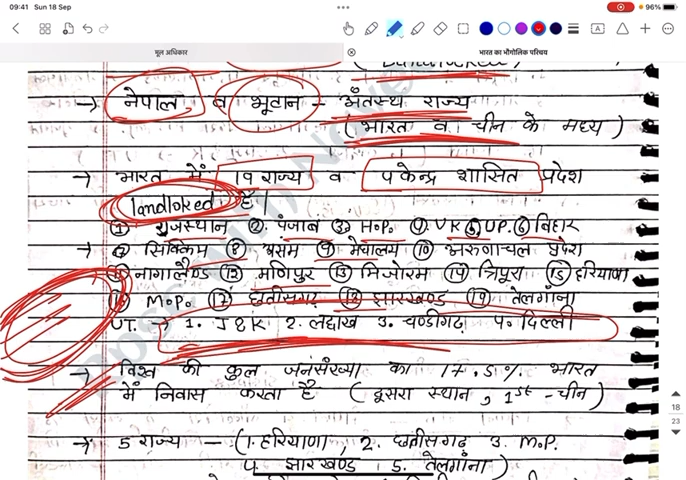 09:41 Sun 18 Sep
96%
मूल अधिकार
भारत का भौगोलिक परिचय
→ नेपाल व भूटान - अंतस्थ राज्य
(भारत व चीन के मध्य)
→ भारत में 19 राज्य व 4 केन्द्र शासित प्रदेश
landlocked है।
① राजस्थान ② पंजाब ③ H.P. ④ UK ⑤ UP. ⑥ बिहार
→ ⑦ सिक्किम ⑧ असम ⑨ मेघालय ⑩ अरुणाचल प्रदेश
⑪ नागालैण्ड ⑫ मणिपुर ⑬ मिजोरम ⑭ त्रिपुरा ⑮ हरियाणा
⑯ M.P. ⑰ छत्तीसगढ़ ⑱ झारखण्ड ⑲ तेलगांना
UT. → 1. J&K 2. लद्दाख 3. चण्डीगढ़ 4. दिल्ली
→ विश्व की कुल जनसंख्या का 17.5% भारत
में निवास करता है (दूसरा स्थान, 1st - चीन)
→ 5 राज्य - (1. हरियाणा, 2. छत्तीसगढ़ 3. M.P.
4. झारखण्ड 5. तेलगांना)
18
23